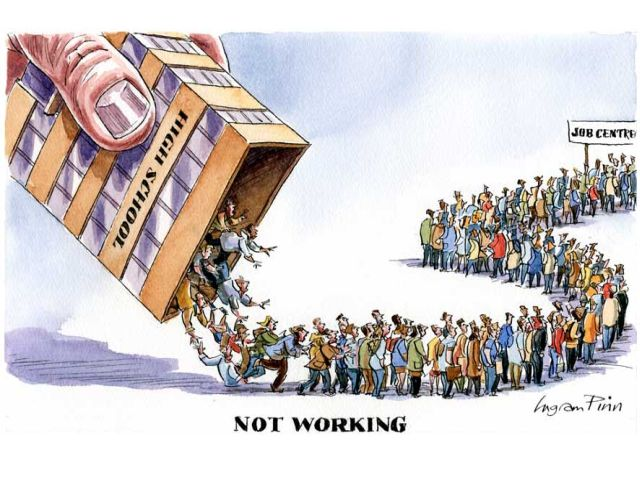 HIGH SCHOOL
JOB CENTRE
Ingram Pinn
NOT WORKING